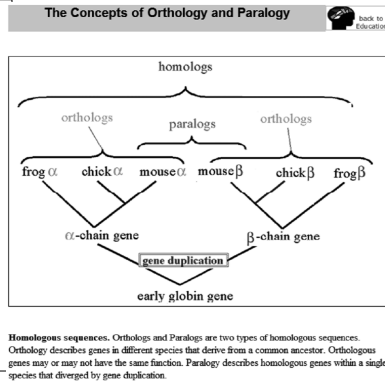 The Concepts of Orthology and Paralogy
back to
Education
homologs
orthologs
paralogs
orthologs
frog α
chick α
mouse α
mouse β
chick β
frog β
α-chain gene
β-chain gene
gene duplication
early globin gene
Homologous sequences. Orthologs and Paralogs are two types of homologous sequences.
Orthology describes genes in different species that derive from a common ancestor. Orthologous
genes may or may not have the same function. Paralogy describes homologous genes within a single
species that diverged by gene duplication.